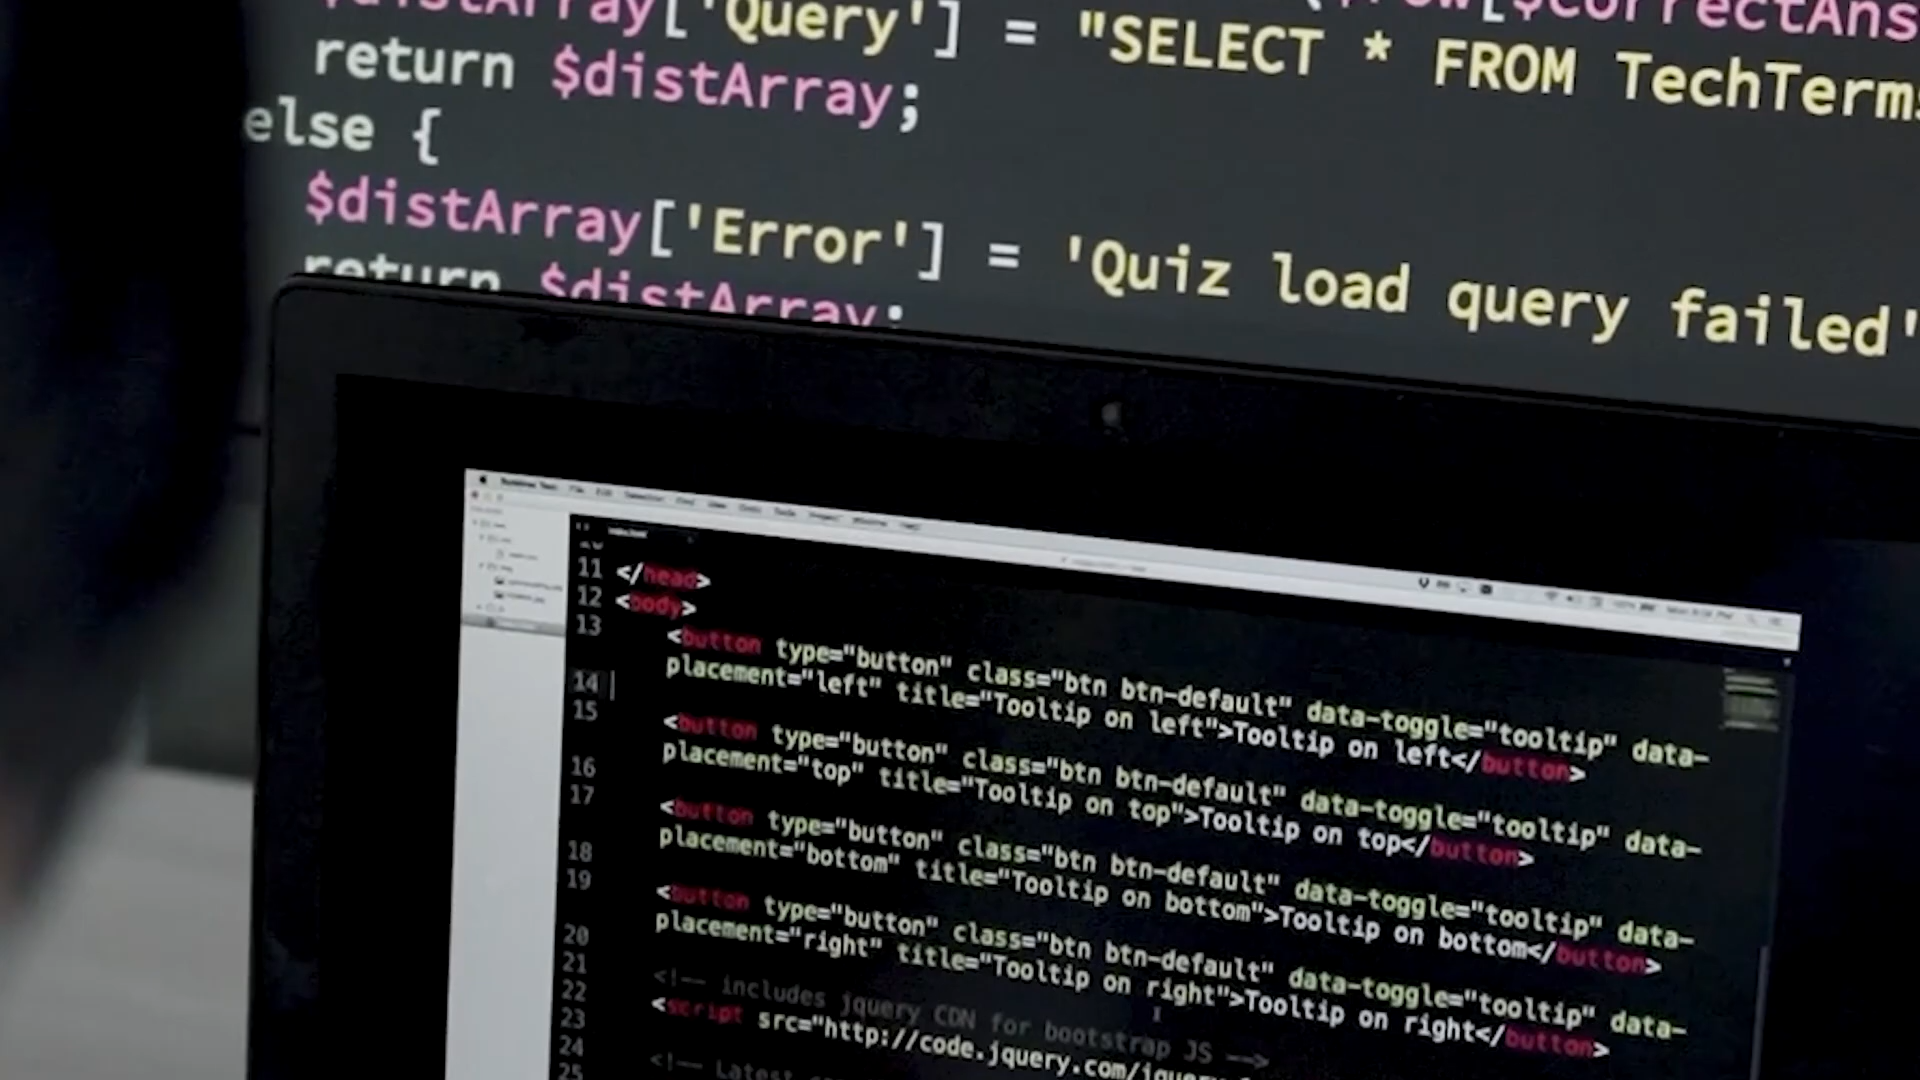 $distArray['Query'] = "SELECT * FROM TechTerms
return $distArray;
else {
$distArray['Error'] = 'Quiz load query failed'
return $distArray;
11 </head>
12 <body>
13 <button type="button" class="btn btn-default" data-toggle="tooltip" data-
placement="left" title="Tooltip on left">Tooltip on left</button>
14
15 <button type="button" class="btn btn-default" data-toggle="tooltip" data-
placement="top" title="Tooltip on top">Tooltip on top</button>
16
17 <button type="button" class="btn btn-default" data-toggle="tooltip" data-
placement="bottom" title="Tooltip on bottom">Tooltip on bottom</button>
18
19 <button type="button" class="btn btn-default" data-toggle="tooltip" data-
placement="right" title="Tooltip on right">Tooltip on right</button>
20
21
22 <!-- includes jquery CDN for bootstrap JS -->
23 <script src="http://code.jquery.com/jquery
24
25 <!-- Latest